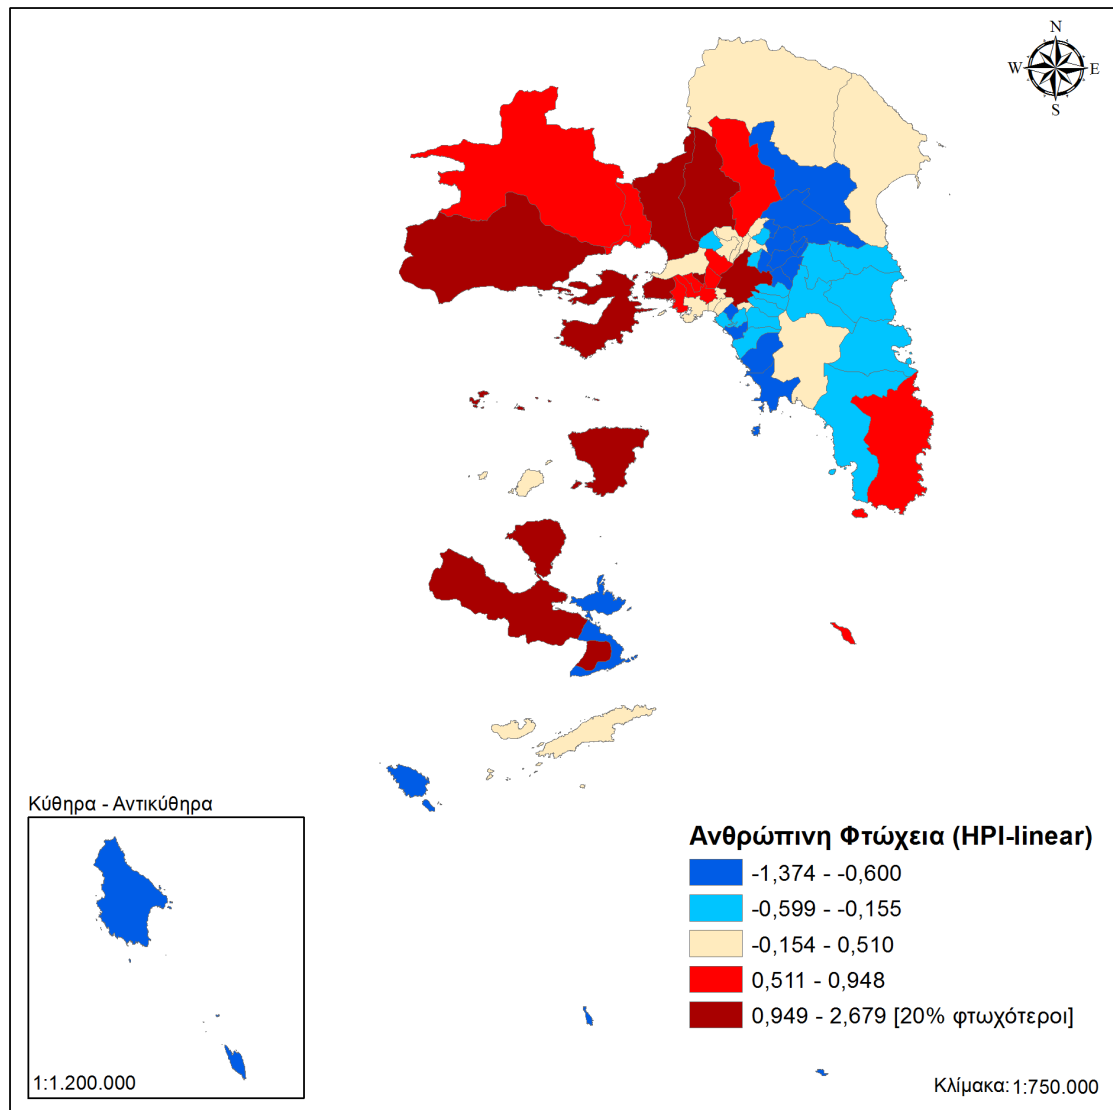 N
W E
S
Κύθηρα - Αντικύθηρα
1:1.200.000
Ανθρώπινη Φτώχεια (HPI-linear)
-1,374 - -0,600
-0,599 - -0,155
-0,154 - 0,510
0,511 - 0,948
0,949 - 2,679 [20% φτωχότεροι]
Κλίμακα: 1:750.000